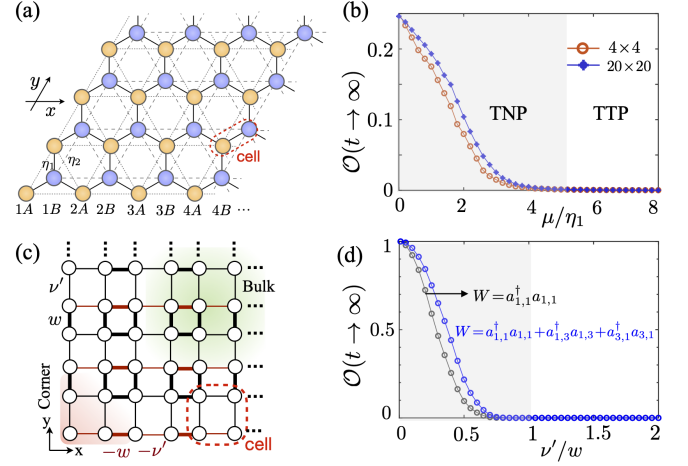 (a)
y
x
η₁
η₂
cell
1A 1B 2A 2B 3A 3B 4A 4B ···
(b)
O(t → ∞)
0.2
0.1
0
4×4
20×20
TNP
TTP
0 2 4 6 8
μ/η₁
(c)
ν′
w
Bulk
Corner
y
x
−w −ν′
cell
(d)
O(t → ∞)
1
0.5
0
W=a†₁,₁a₁,₁
W=a†₁,₁a₁,₁+a†₁,₃a₁,₃+a†₃,₁a₃,₁
0 0.5 1.0 1.5 2
ν′/w